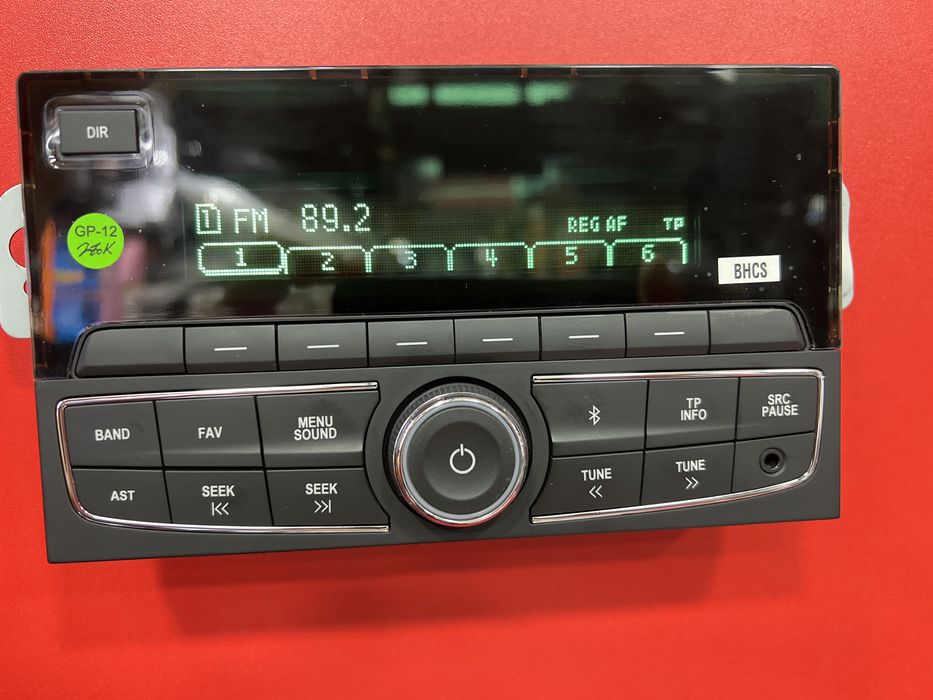 DIR
GP-12
1 FM 89.2 REG AF TP
1 2 3 4 5 6
BHCS
BAND FAV MENU
SOUND
TP
INFO
SRC
PAUSE
AST SEEK SEEK
TUNE TUNE